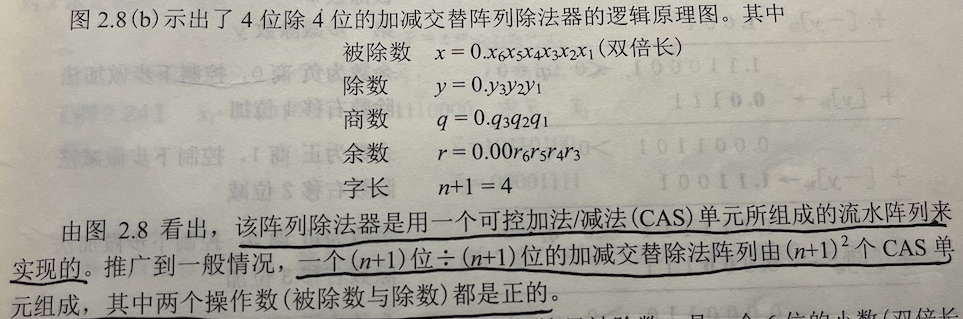 图 2.8(b)示出了 4 位除 4 位的加减交替阵列除法器的逻辑原理图。其中
被除数 x = 0.x₆x₅x₄x₃x₂x₁(双倍长)
除数 y = 0.y₃y₂y₁
商数 q = 0.q₃q₂q₁
余数 r = 0.00r₆r₅r₄r₃
字长 n+1 = 4
由图 2.8 看出，该阵列除法器是用一个可控加法/减法(CAS)单元所组成的流水阵列来
实现的。推广到一般情况，一个(n+1)位÷(n+1)位的加减交替除法阵列由(n+1)²个 CAS 单
元组成，其中两个操作数(被除数与除数)都是正的。